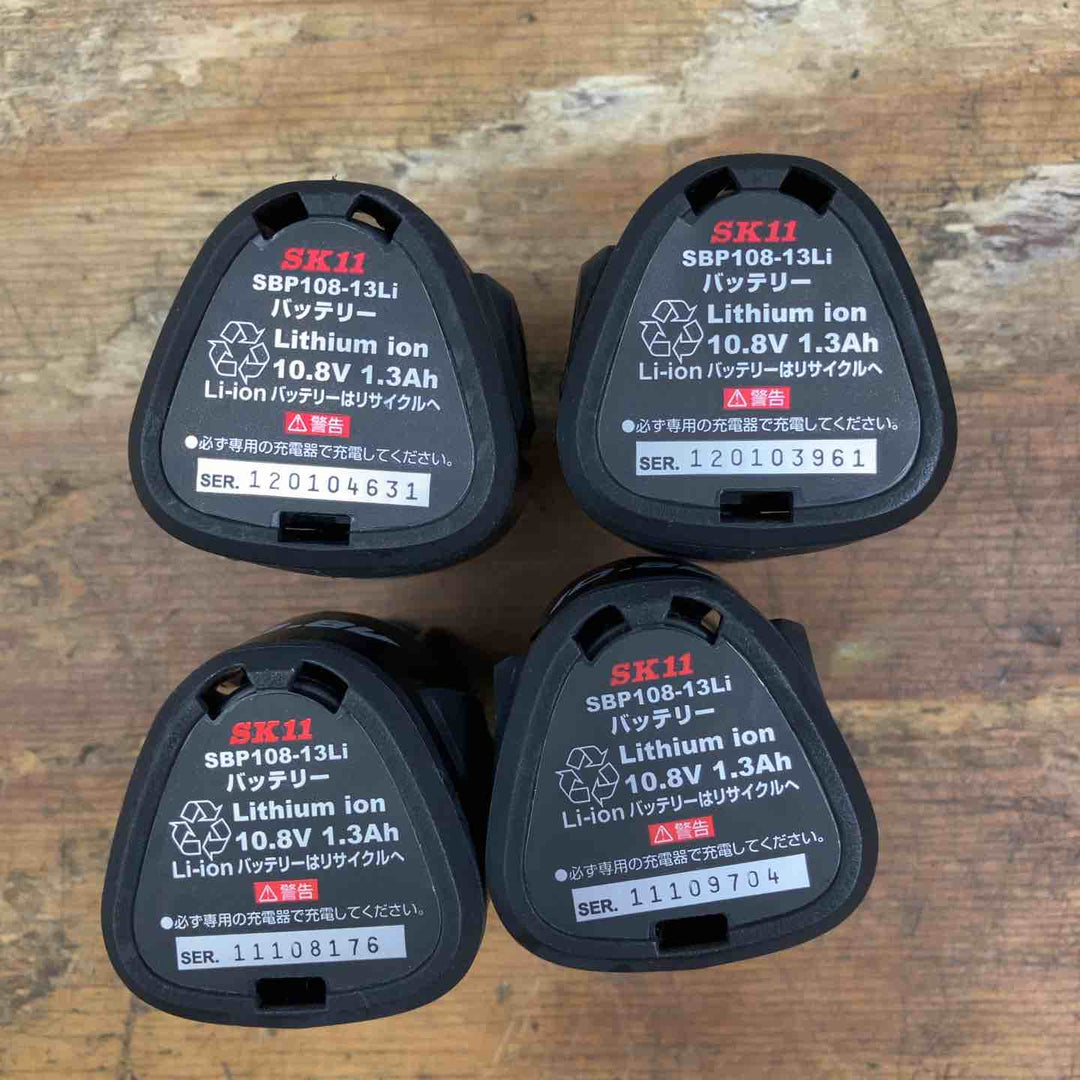 SK11
SBP108-13Li
バッテリー
Lithium ion
10.8V 1.3Ah
Li-ion バッテリーはリサイクルへ
⚠警告
●必ず専用の充電器で充電してください。
SER. 120104631
SK11
SBP108-13Li
バッテリー
Lithium ion
10.8V 1.3Ah
Li-ion バッテリーはリサイクルへ
⚠警告
●必ず専用の充電器で充電してください。
SER. 120103961
SK11
SBP108-13Li
バッテリー
Lithium ion
10.8V 1.3Ah
Li-ion バッテリーはリサイクルへ
⚠警告
●必ず専用の充電器で充電してください。
SER. 11108176
SK11
SBP108-13Li
バッテリー
Lithium ion
10.8V 1.3Ah
Li-ion バッテリーはリサイクルへ
⚠警告
●必ず専用の充電器で充電してください。
SER. 11109704